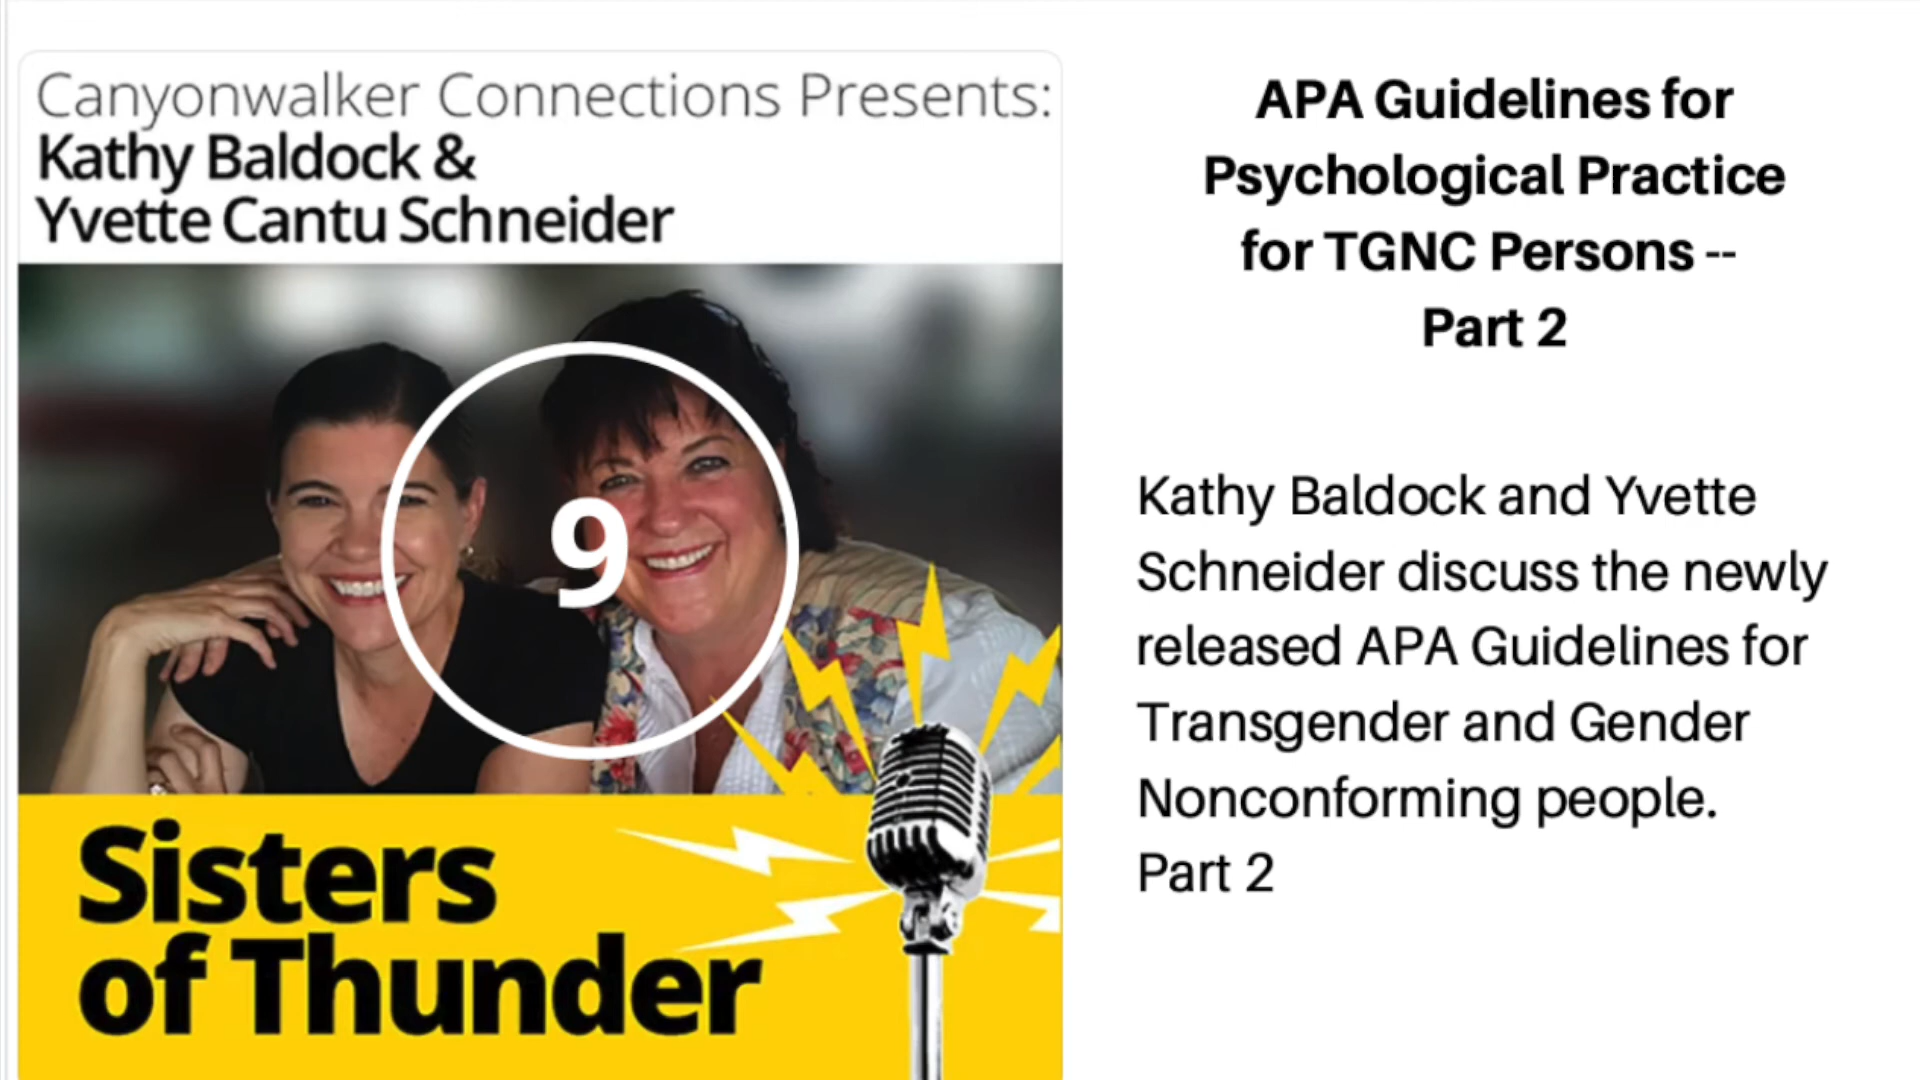 Canyonwalker Connections Presents:
Kathy Baldock &
Yvette Cantu Schneider
9
Sisters
of Thunder
APA Guidelines for
Psychological Practice
for TGNC Persons --
Part 2
Kathy Baldock and Yvette
Schneider discuss the newly
released APA Guidelines for
Transgender and Gender
Nonconforming people.
Part 2